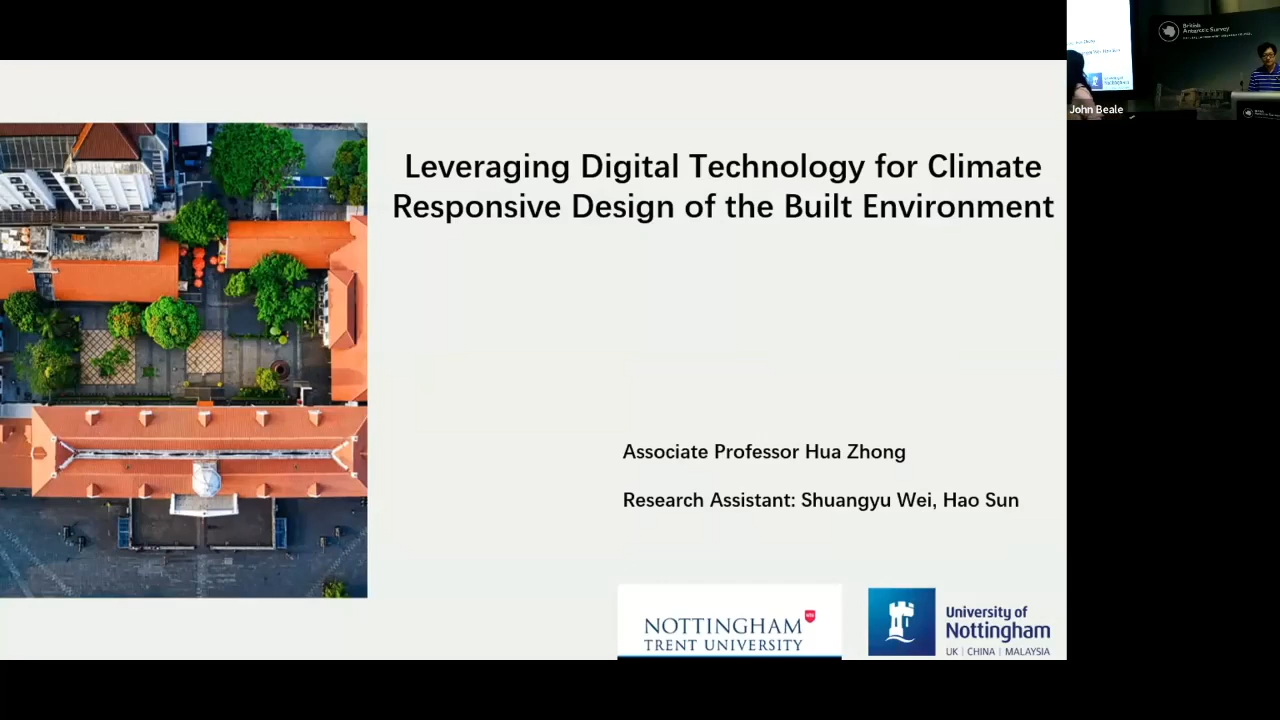 Leveraging Digital Technology for Climate
Responsive Design of the Built Environment
Associate Professor Hua Zhong
Research Assistant: Shuangyu Wei, Hao Sun
NOTTINGHAM
TRENT UNIVERSITY
University of
Nottingham
UK | CHINA | MALAYSIA
British
Antarctic Survey
John Beale